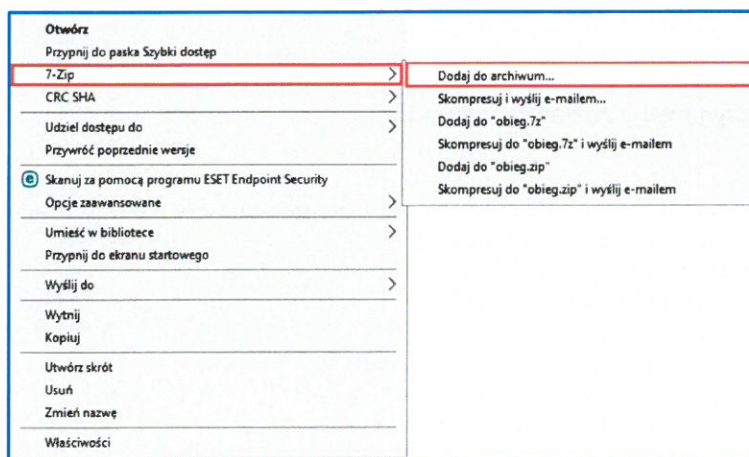 Otwórz
Przypnij do paska Szybki dostęp
7-Zip
CRC SHA
Udziel dostępu do
Przywróć poprzednie wersje
Skanuj za pomocą programu ESET Endpoint Security
Opcje zaawansowane
Umieść w bibliotece
Przypnij do ekranu startowego
Wyślij do
Wytnij
Kopiuj
Utwórz skrót
Usuń
Zmień nazwę
Właściwości
Dodaj do archiwum...
Skompresuj i wyślij e-mailem...
Dodaj do "obieg.7z"
Skompresuj do "obieg.7z" i wyślij e-mailem
Dodaj do "obieg.zip"
Skompresuj do "obieg.zip" i wyślij e-mailem